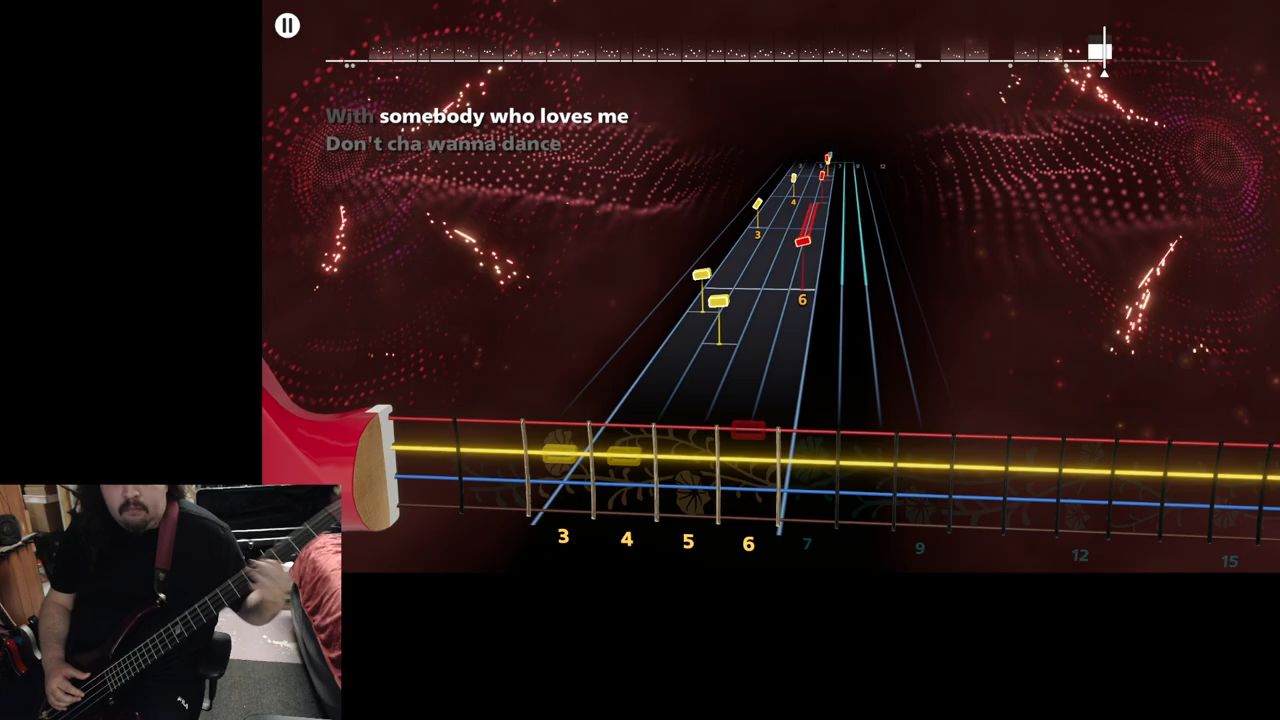 With somebody who loves me
Don't cha wanna dance
4
3
6
3 4 5 6 7 9 12 15